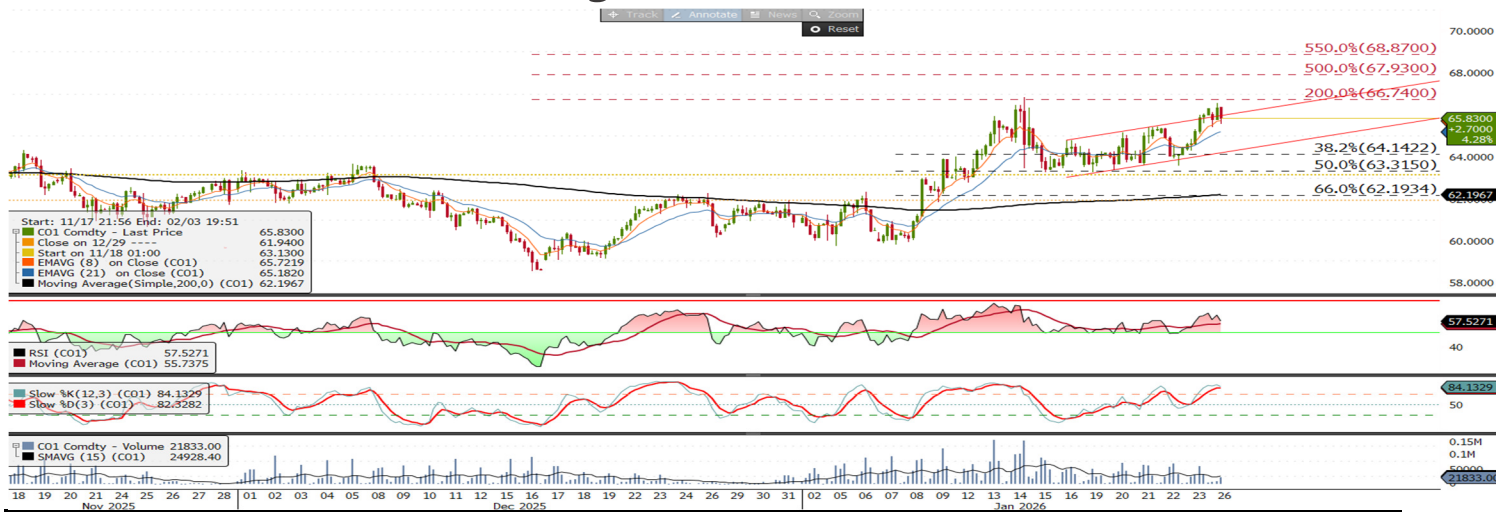 Track Annotate News Zoom
Reset
70.0000
550.0%(68.8700)
500.0%(67.9300)
68.0000
200.0%(66.7400)
65.8300
+2.7000
4.28%
38.2%(64.1422)
64.0000
50.0%(63.3150)
66.0%(62.1934)
62.1967
60.0000
58.0000
Start: 11/17 21:56 End: 02/03 19:51
CO1 Comdty - Last Price 65.8300
Close on 12/29 ---- 61.9400
Start on 11/18 01:00 63.1300
EMAVG (8) on Close (CO1) 65.7219
EMAVG (21) on Close (CO1) 65.1820
Moving Average(Simple,200,0) (CO1) 62.1967
57.5271
RSI (CO1) 57.5271
Moving Average (CO1) 55.7375
40
84.1329
Slow %K(12,3) (CO1) 84.1329
Slow %D(3) (CO1) 82.3282
50
CO1 Comdty - Volume 21833.00
SMAVG (15) (CO1) 24928.40
0.15M
0.1M
50000
21833.00
0
18 19 20 21 24 25 26 27 28 01 02 03 04 05 08 09 10 11 12 15 16 17 18 19 22 23 24 26 29 30 31 02 05 06 07 08 09 12 13 14 15 16 19 20 21 22 23 26
Nov 2025 Dec 2025 Jan 2026